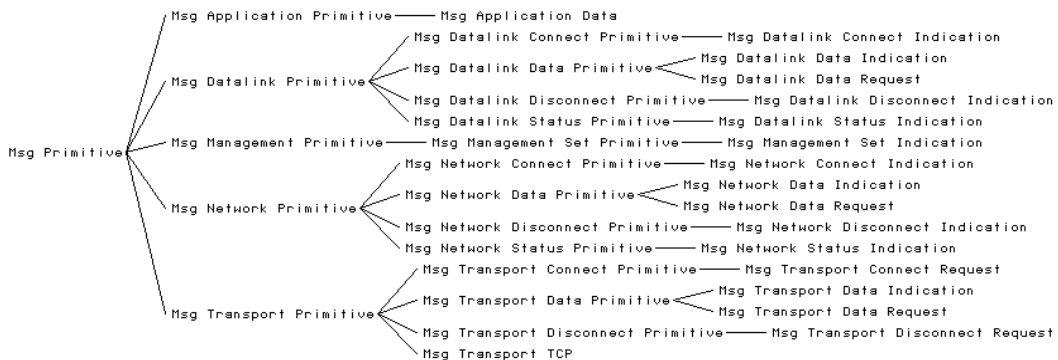 Msg Application Primitive Msg Application Data
Msg Datalink Connect Primitive Msg Datalink Connect Indication
Msg Datalink Data Indication
Msg Datalink Data Primitive
Msg Datalink Primitive Msg Datalink Data Request
Msg Datalink Disconnect Primitive Msg Datalink Disconnect Indication
Msg Datalink Status Primitive Msg Datalink Status Indication
Msg Management Primitive Msg Management Set Primitive Msg Management Set Indication
Msg Primitive
Msg Network Connect Primitive Msg Network Connect Indication
Msg Network Data Indication
Msg Network Data Primitive
Msg Network Primitive Msg Network Data Request
Msg Network Disconnect Primitive Msg Network Disconnect Indication
Msg Network Status Primitive Msg Network Status Indication
Msg Transport Connect Primitive Msg Transport Connect Request
Msg Transport Data Indication
Msg Transport Data Primitive
Msg Transport Primitive Msg Transport Data Request
Msg Transport Disconnect Primitive Msg Transport Disconnect Request
Msg Transport TCP